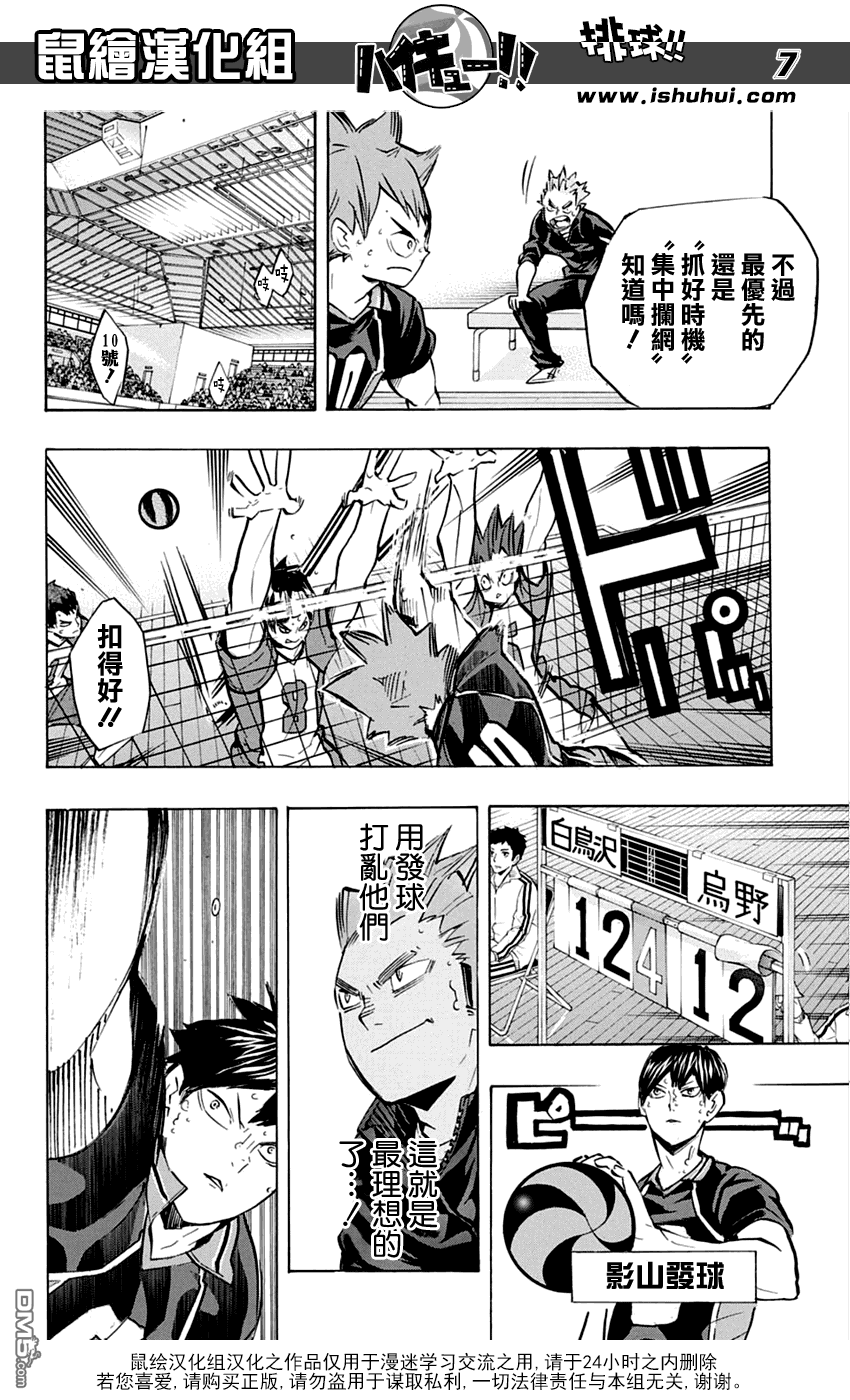 鼠繪漢化組
ハイキュー!!
排球!!
7
www.ishuhui.com
不過
最優先的
還是
〝抓好時機〞
〝集中攔網〞
知道嗎！
吱
吱
10號！
吱
ドパ
扣得好！！
白鳥沢
烏野
12
4
12
用發球
打亂他們
這就是
最理想的
了…！
ピー
影山發球
8
DM5.com
鼠绘汉化组汉化之作品仅用于漫迷学习交流之用,请于24小时之内删除
若您喜爱,请购买正版,请勿盗用于谋取私利,一切法律责任与本组无关,谢谢。